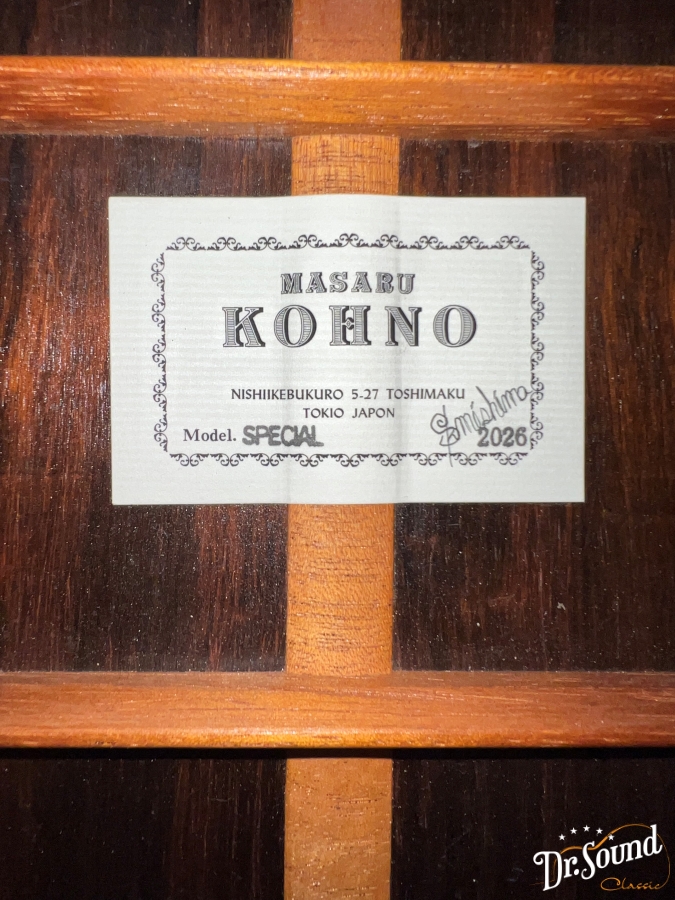 MASARU
KOHNO
NISHIIKEBUKURO 5-27 TOSHIMAKU
TOKIO JAPON
Model. SPECIAL
2026
Dr. Sound
Classic